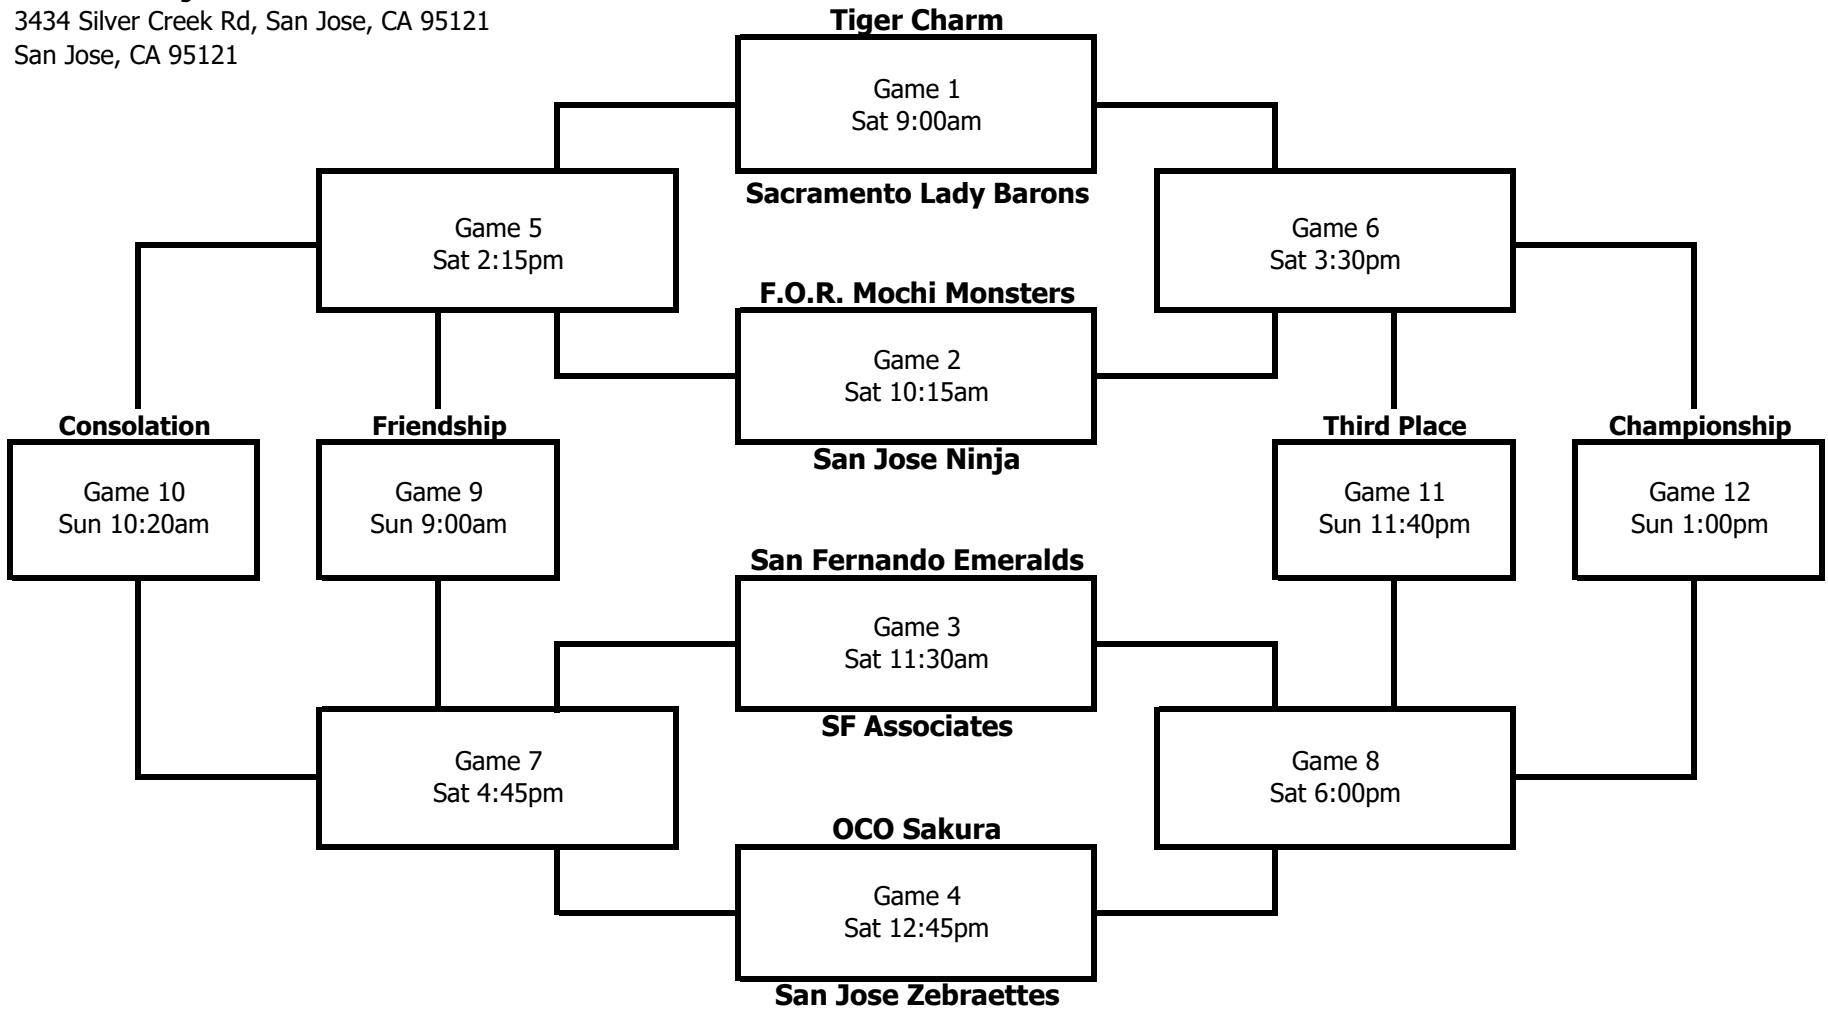 3434 Silver Creek Rd, San Jose, CA 95121
San Jose, CA 95121
Tiger Charm
Game 1
Sat 9:00am
Sacramento Lady Barons
Game 5
Sat 2:15pm
Game 6
Sat 3:30pm
F.O.R. Mochi Monsters
Game 2
Sat 10:15am
San Jose Ninja
Consolation
Game 10
Sun 10:20am
Friendship
Game 9
Sun 9:00am
Third Place
Game 11
Sun 11:40pm
Championship
Game 12
Sun 1:00pm
San Fernando Emeralds
Game 3
Sat 11:30am
SF Associates
Game 7
Sat 4:45pm
Game 8
Sat 6:00pm
OCO Sakura
Game 4
Sat 12:45pm
San Jose Zebraettes